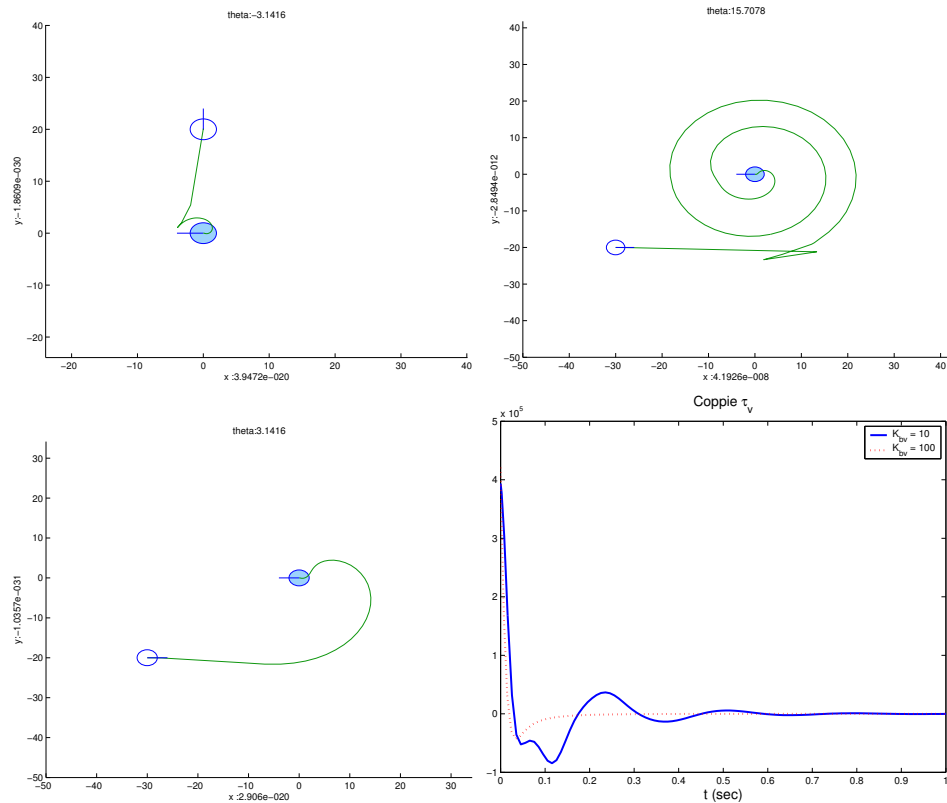 theta:−3.1416
40
30
20
10
0
−10
−20
y:−1.8609e−030
−20 −10 0 10 20 30 40
x :3.9472e−020
theta:15.7078
40
30
20
10
0
−10
−20
−30
−40
−50
y:−2.8494e−012
−50 −40 −30 −20 −10 0 10 20 30 40
x :4.1926e−008
theta:3.1416
30
20
10
0
−10
−20
−30
−40
−50
y:−1.0357e−031
−50 −40 −30 −20 −10 0 10 20 30
x :2.906e−020
Coppie τv
x 10^5
5
4
3
2
1
0
−1
K_bv = 10
K_bv = 100
0 0.1 0.2 0.3 0.4 0.5 0.6 0.7 0.8 0.9 1
t (sec)